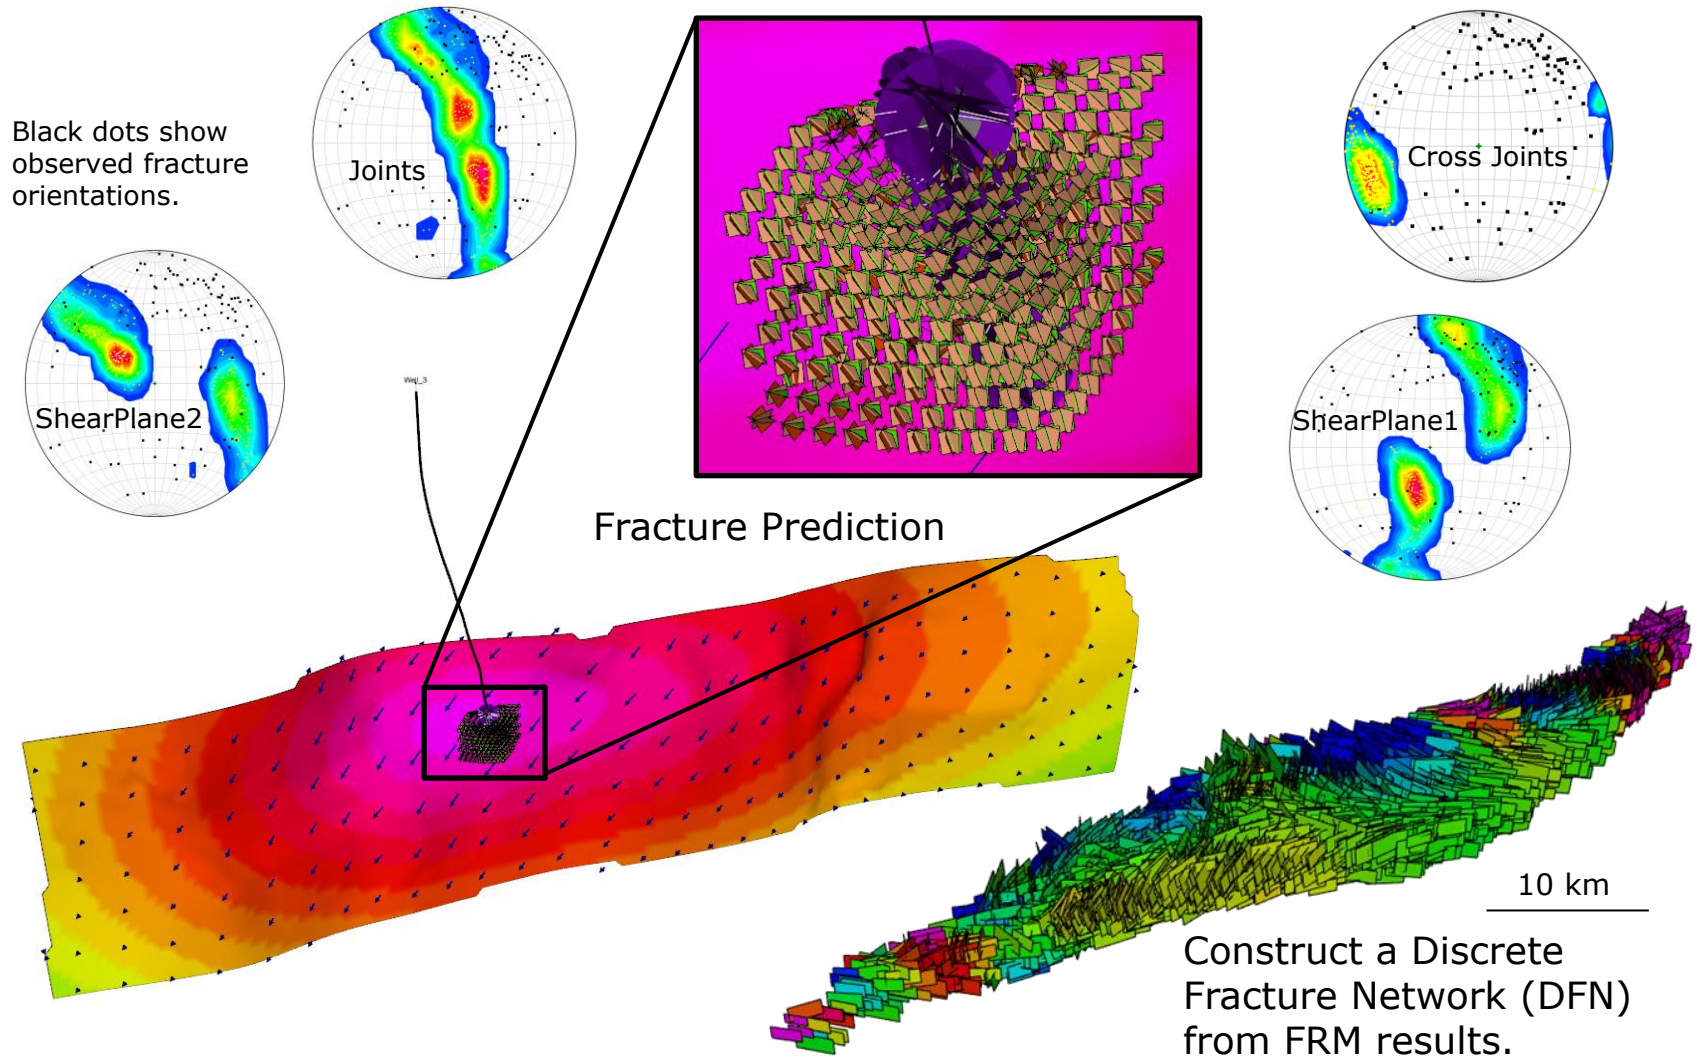 Black dots show
observed fracture
orientations.
Joints
Cross Joints
ShearPlane2
Well_3
ShearPlane1
Fracture Prediction
10 km
Construct a Discrete
Fracture Network (DFN)
from FRM results.